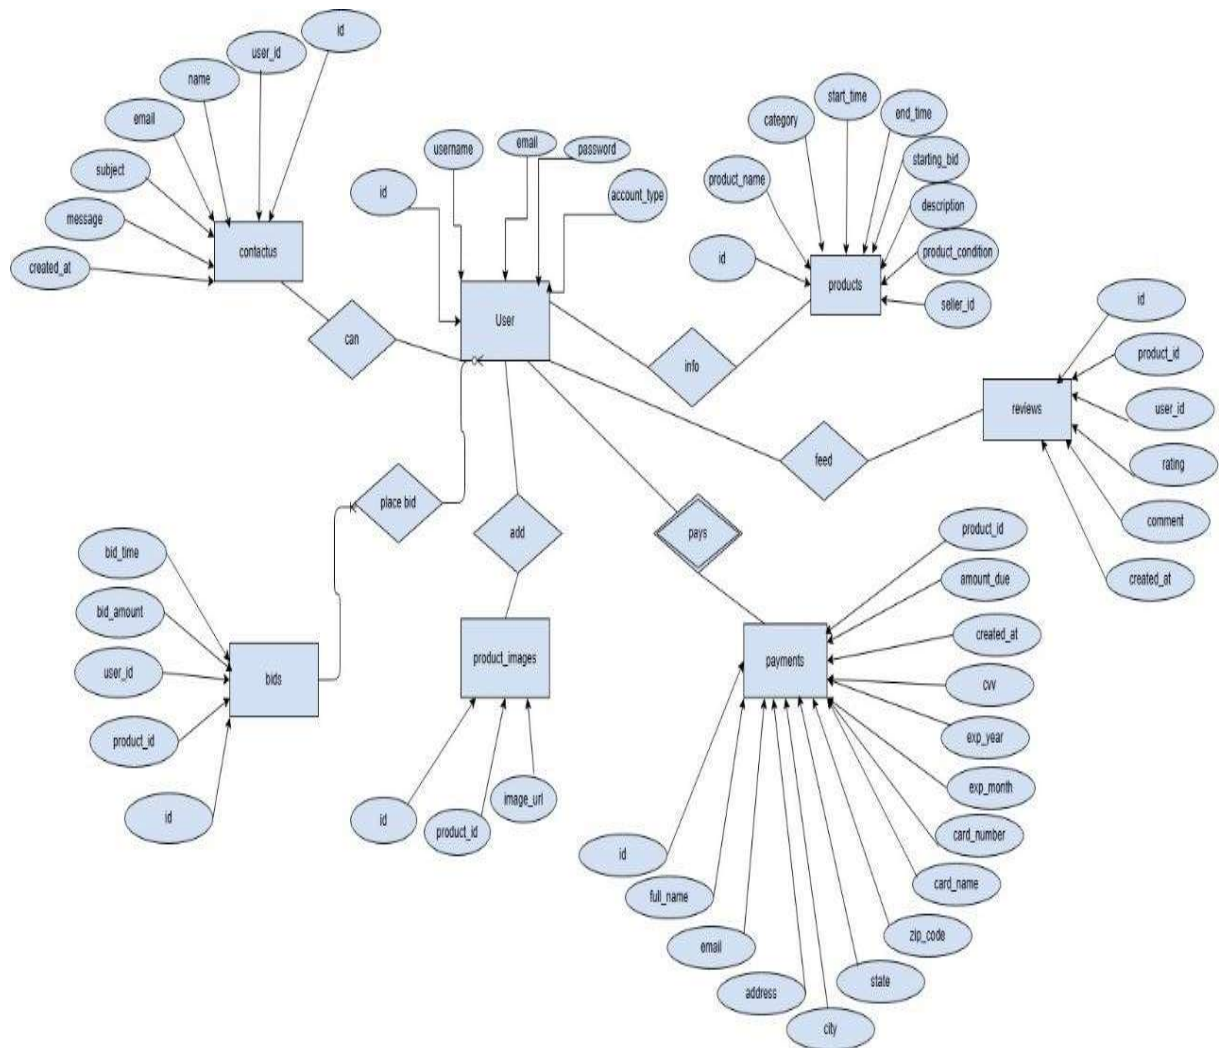 id
user_id
name
email
subject
message
created_at
contactus
username
email
password
id
account_type
User
can
start_time
category
end_time
starting_bid
product_name
description
product_condition
id
seller_id
products
info
id
product_id
user_id
rating
comment
created_at
reviews
feed
place bid
add
pays
bid_time
bid_amount
user_id
product_id
id
bids
product_images
id
product_id
image_url
payments
product_id
amount_due
created_at
cvv
exp_year
exp_month
card_number
card_name
zip_code
state
city
address
email
full_name
id